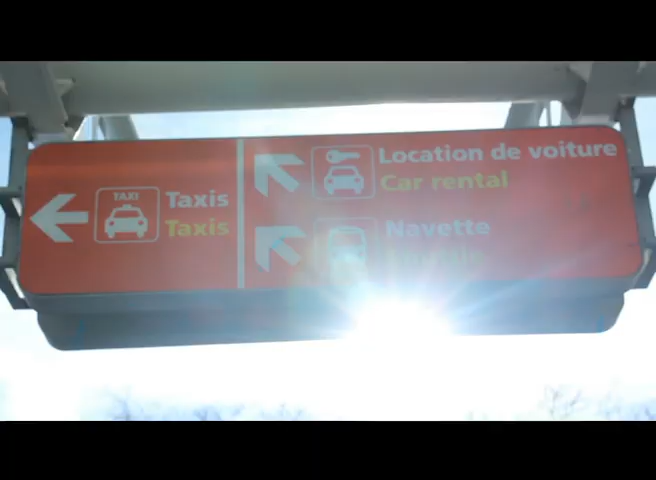 TAXI
Taxis
Taxis
Location de voiture
Car rental
Navette